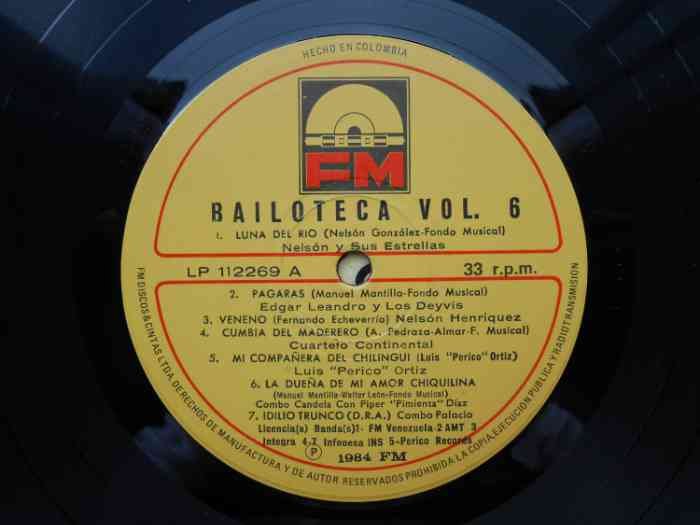 HECHO EN COLOMBIA
FM
BAILOTECA VOL. 6
1. LUNA DEL RIO (Nelsón González-Fondo Musical)
Nelsón y Sus Estrellas
LP 112269 A 33 r.p.m.
2. PAGARAS (Manuel Mantilla-Fondo Musical)
Edgar Leandro y Los Deyvis
3. VENENO (Fernando Echeverría) Nelsón Henriquez
4. CUMBIA DEL MADERERO (A. Pedraza-Almar-F. Musical)
Cuarteto Continental
5. MI COMPAÑERA DEL CHILINGUI (Luis "Perico" Ortiz)
Luis "Perico" Ortiz
6. LA DUEÑA DE MI AMOR CHIQUILINA
(Manuel Mantilla-Walter León-Fondo Musical)
Combo Candela Con Piper "Pimienta" Díaz
7. IDILIO TRUNCO (D.R.A.) Combo Palacio
Licencia(s) Banda(s)1- FM Venezuela 2 AMT 3
Integra 4-7 Infopesa INS 5-Perico Records
Ⓟ 1984 FM
FM DISCOS & CINTAS LTDA. DERECHOS DE MANUFACTURA Y DE AUTOR RESERVADOS PROHIBIDA LA COPIA, EJECUCION PUBLICA Y RADIOTRANSMISION